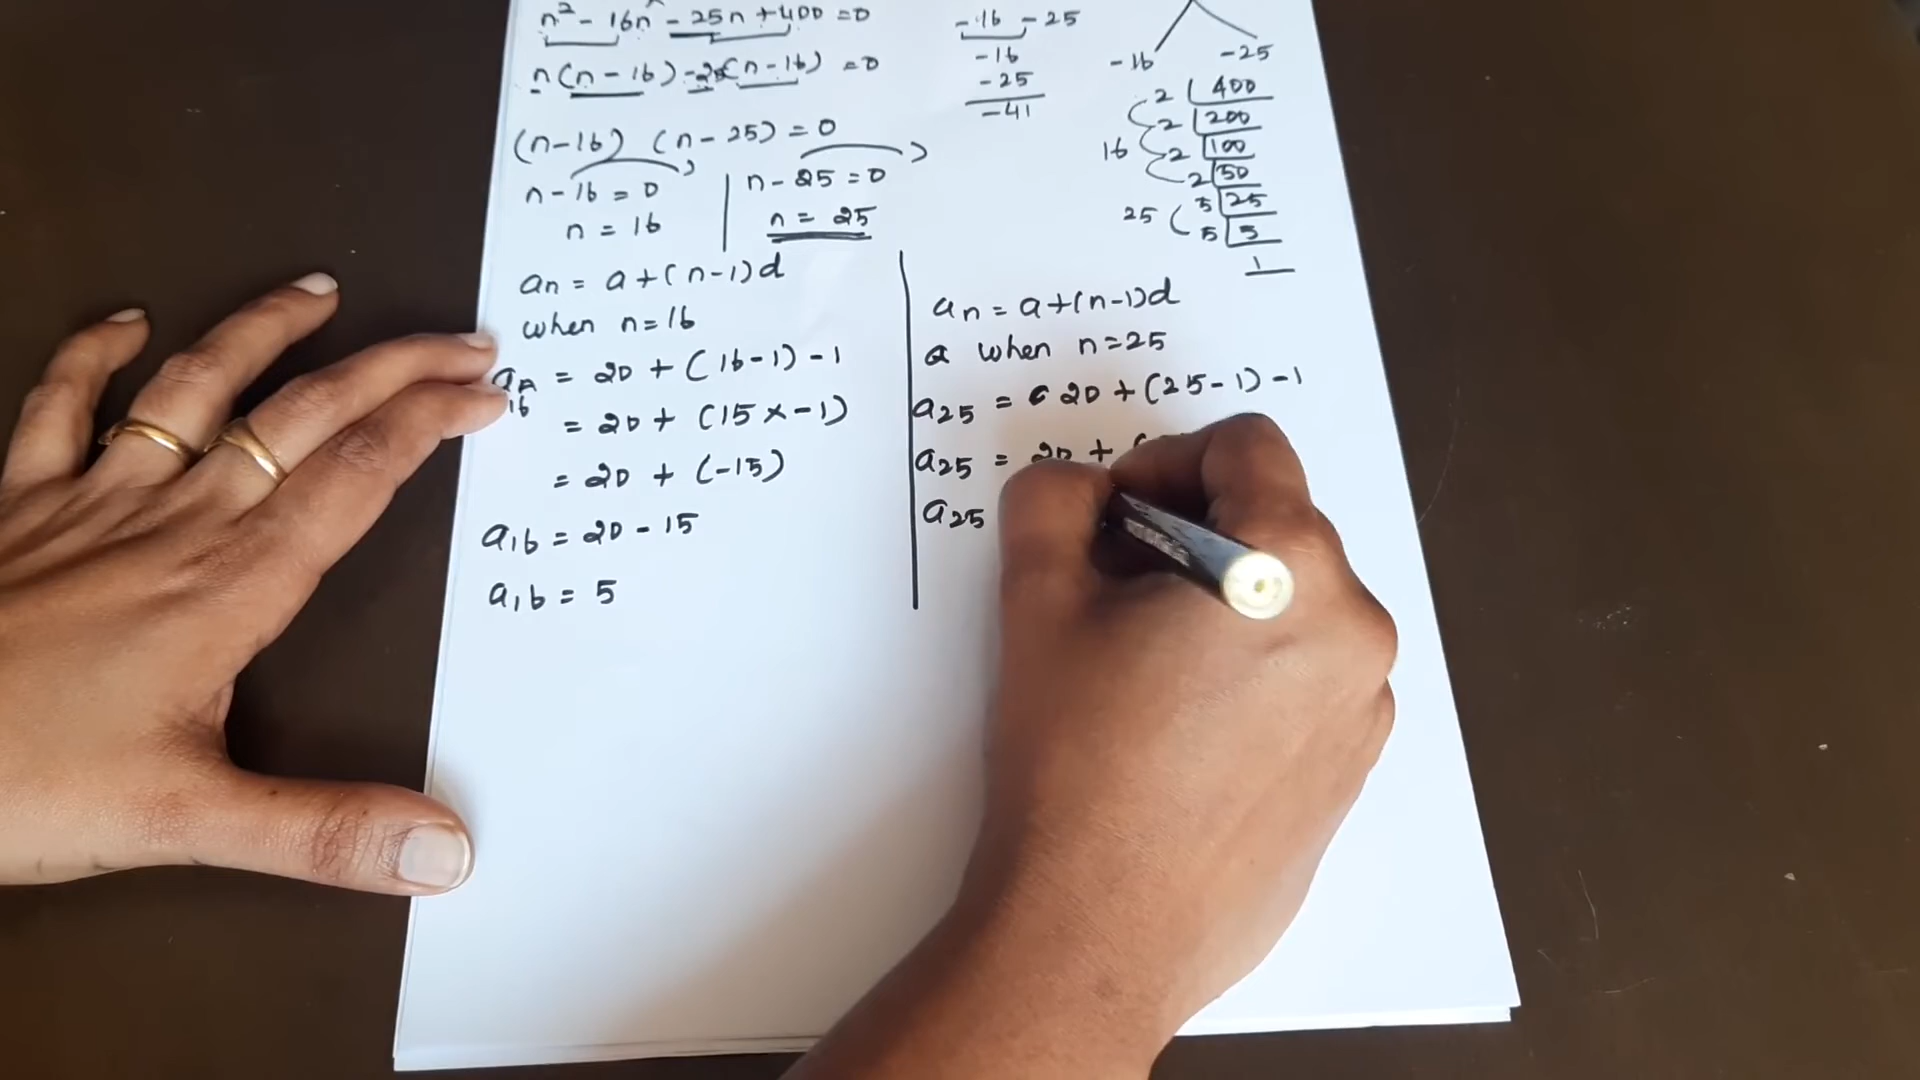 n² - 16n - 25n + 400 = 0
n(n - 16) - 25(n - 16) = 0
(n - 16) (n - 25) = 0
n - 16 = 0
n = 16
n - 25 = 0
n = 25
-16 - 25
-16
-25
-41
-16 -25
2 | 400
2 | 200
16 2 | 100
2 | 50
25 5 | 25
5 | 5
1
an = a + (n-1)d
when n = 16
a16 = 20 + (16-1) -1
= 20 + (15 × -1)
= 20 + (-15)
a16 = 20 - 15
a16 = 5
an = a + (n-1)d
when n = 25
a25 = 20 + (25-1) -1
a25 = 20 + (
a25